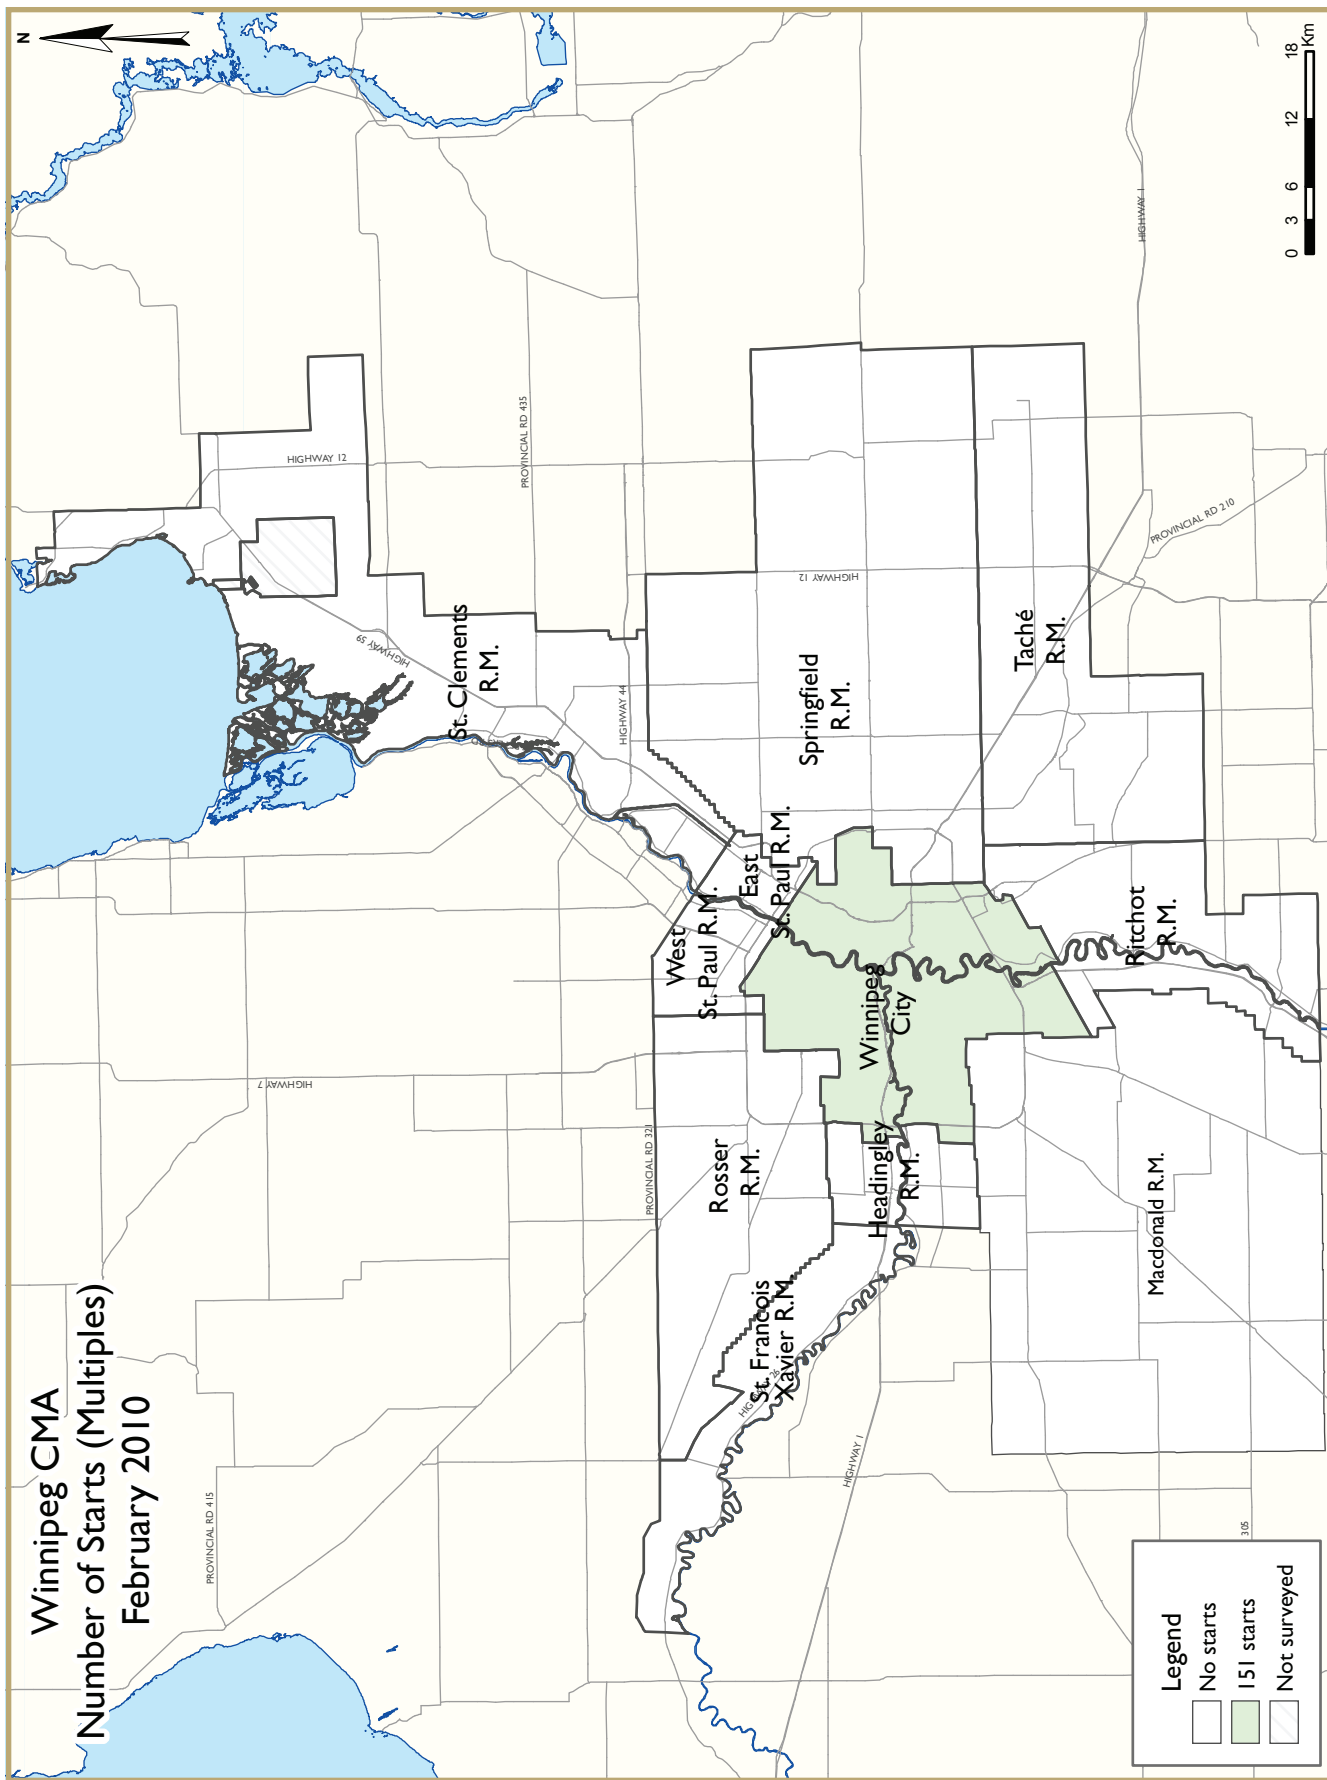 Winnipeg CMA
Number of Starts (Multiples)
February 2010
N
HIGHWAY 12
PROVINCIAL RD 435
HIGHWAY 59
St. Clements
R.M.
HIGHWAY 44
HIGHWAY 1
HIGHWAY 12
PROVINCIAL RD 210
Springfield
R.M.
Taché
R.M.
East
St. Paul R.M.
West
St. Paul R.M.
Ritchot
R.M.
Winnipeg
City
HIGHWAY 7
PROVINCIAL RD 321
Rosser
R.M.
Headingley
R.M.
Macdonald R.M.
St. Francois
Xavier R.M.
26
HIGHWAY 1
PROVINCIAL RD 415
305
0 3 6 12 18
Km
Legend
No starts
151 starts
Not surveyed